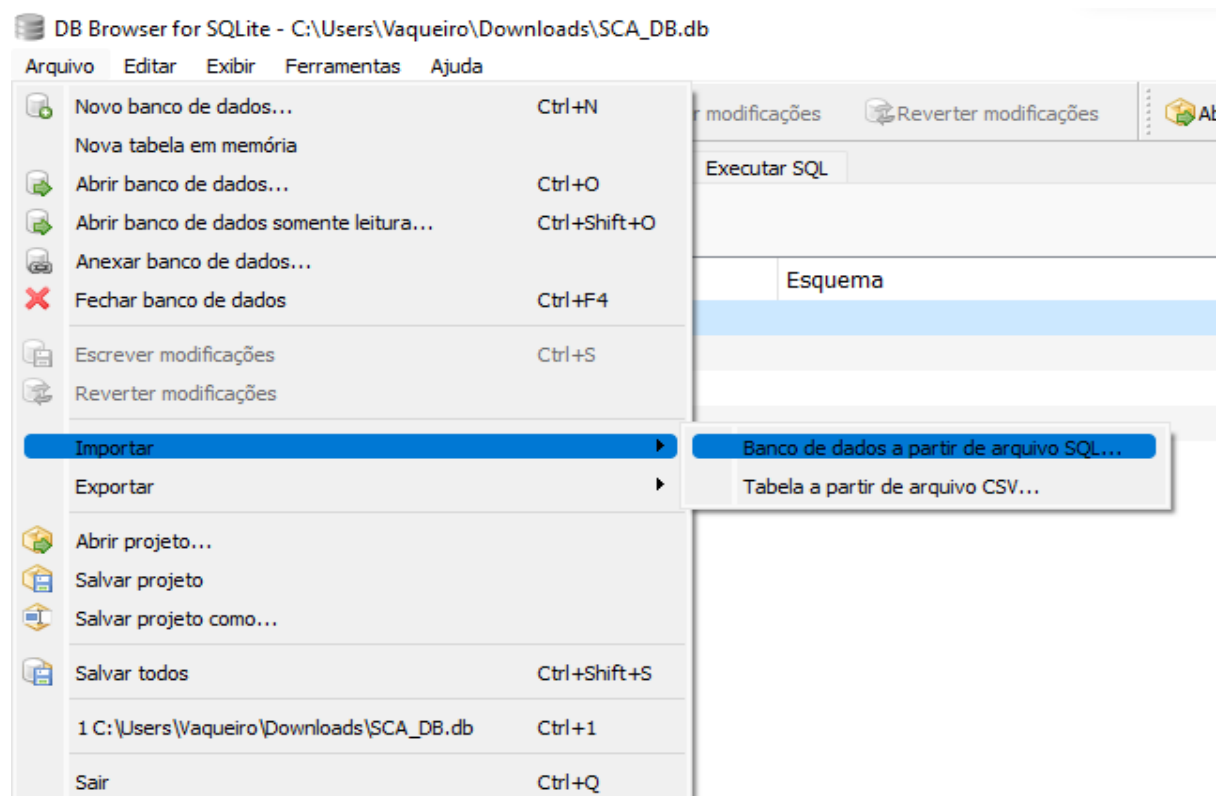 DB Browser for SQLite - C:\Users\Vaqueiro\Downloads\SCA_DB.db
Arquivo Editar Exibir Ferramentas Ajuda
Novo banco de dados... Ctrl+N
modificações Reverter modificações
Nova tabela em memória
Executar SQL
Abrir banco de dados... Ctrl+O
Abrir banco de dados somente leitura... Ctrl+Shift+O
Anexar banco de dados...
Esquema
Fechar banco de dados Ctrl+F4
Escrever modificações Ctrl+S
Reverter modificações
Importar
Banco de dados a partir de arquivo SQL...
Exportar
Tabela a partir de arquivo CSV...
Abrir projeto...
Salvar projeto
Salvar projeto como...
Salvar todos Ctrl+Shift+S
1 C:\Users\Vaqueiro\Downloads\SCA_DB.db Ctrl+1
Sair Ctrl+Q